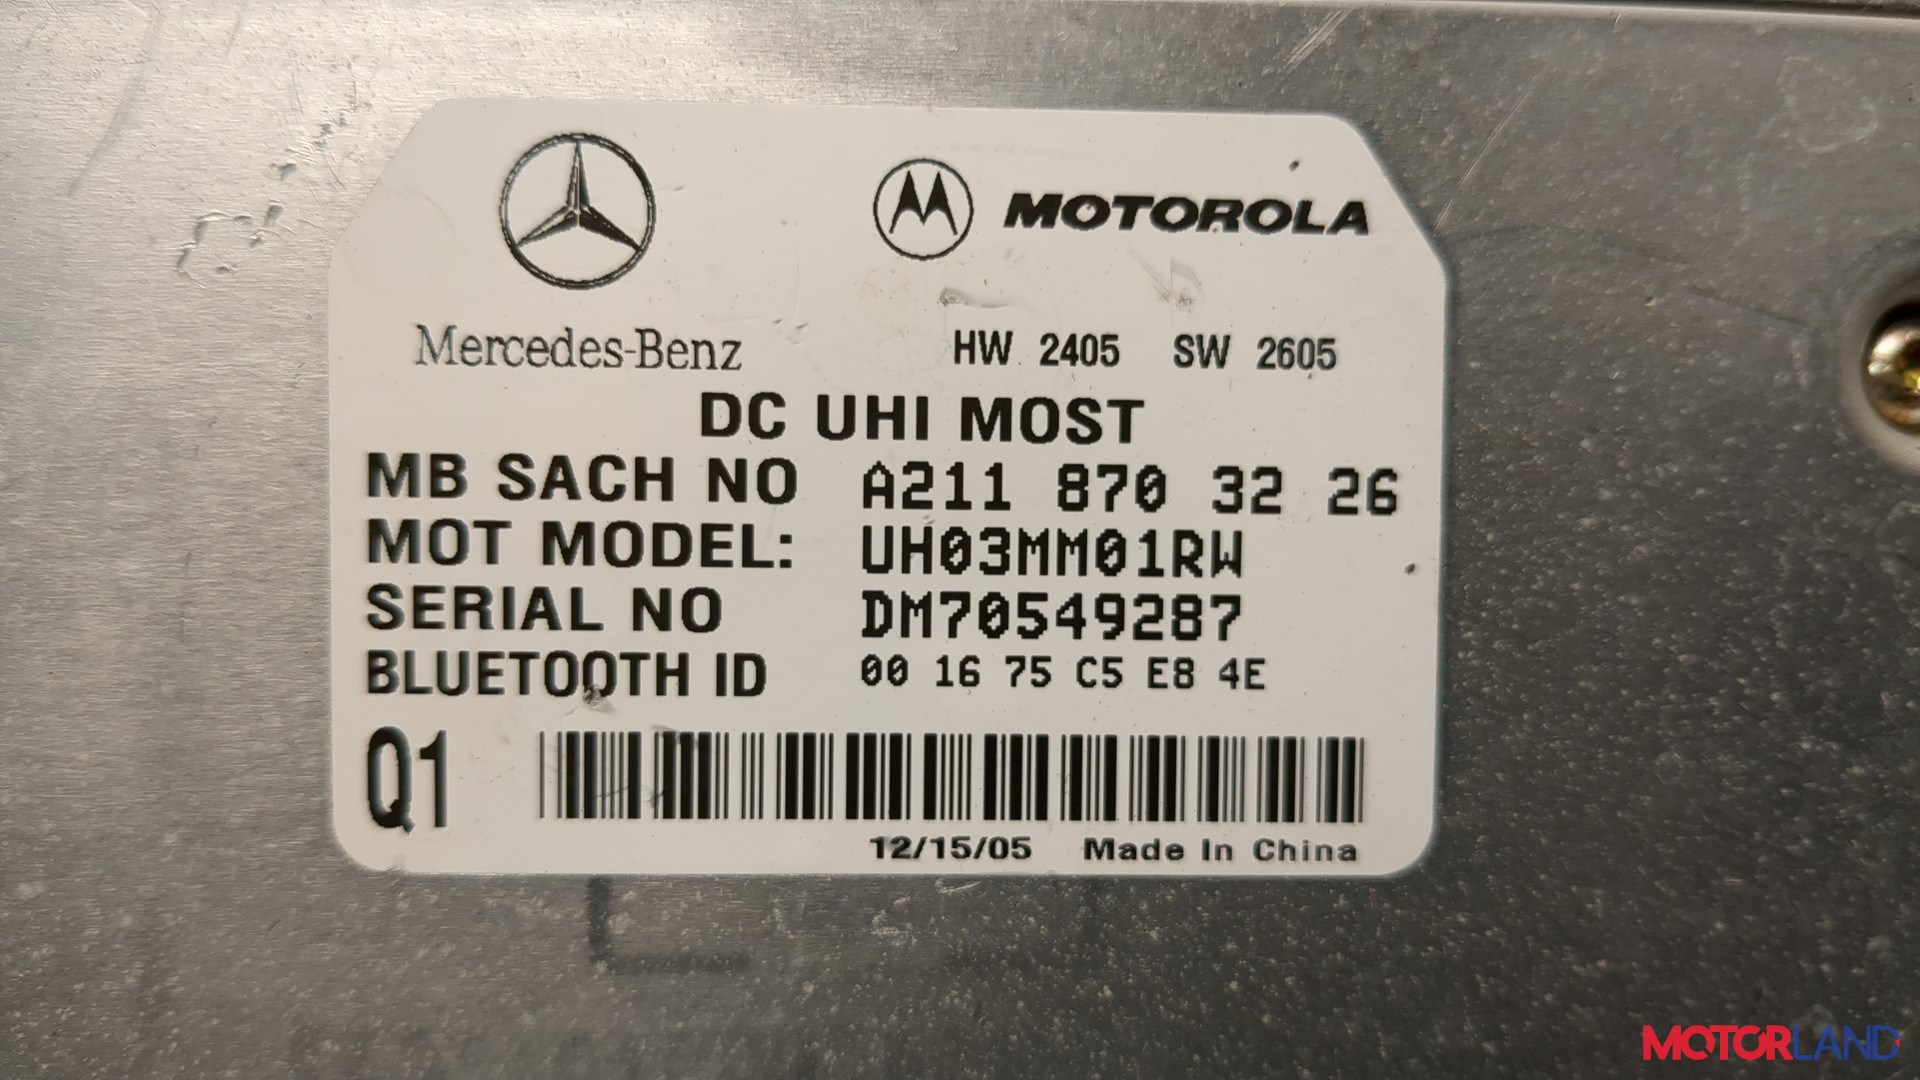 MOTOROLA
Mercedes-Benz
HW 2405 SW 2605
DC UHI MOST
MB SACH NO A211 870 32 26
MOT MODEL: UH03MM01RW
SERIAL NO DM70549287
BLUETOOTH ID 00 16 75 C5 E8 4E
Q1
12/15/05 Made In China
MOTORLAND